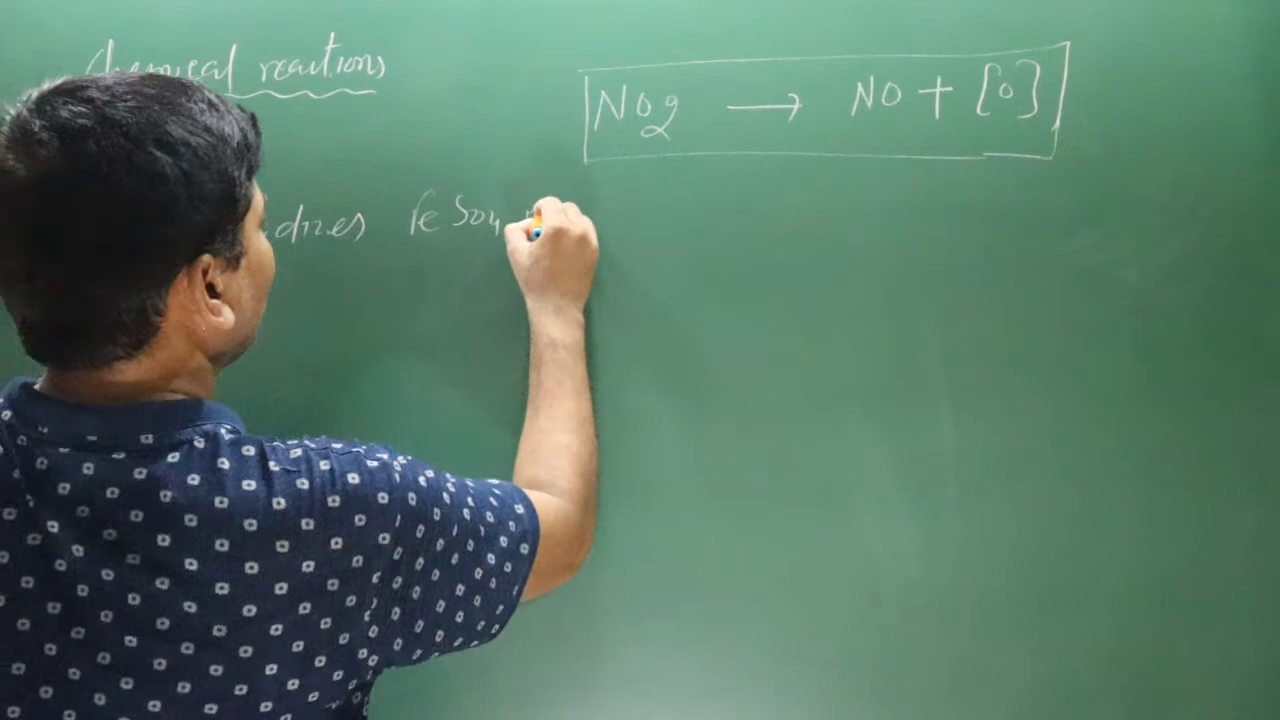 Chemical reactions
NO2 → NO + [O]
FeSO4